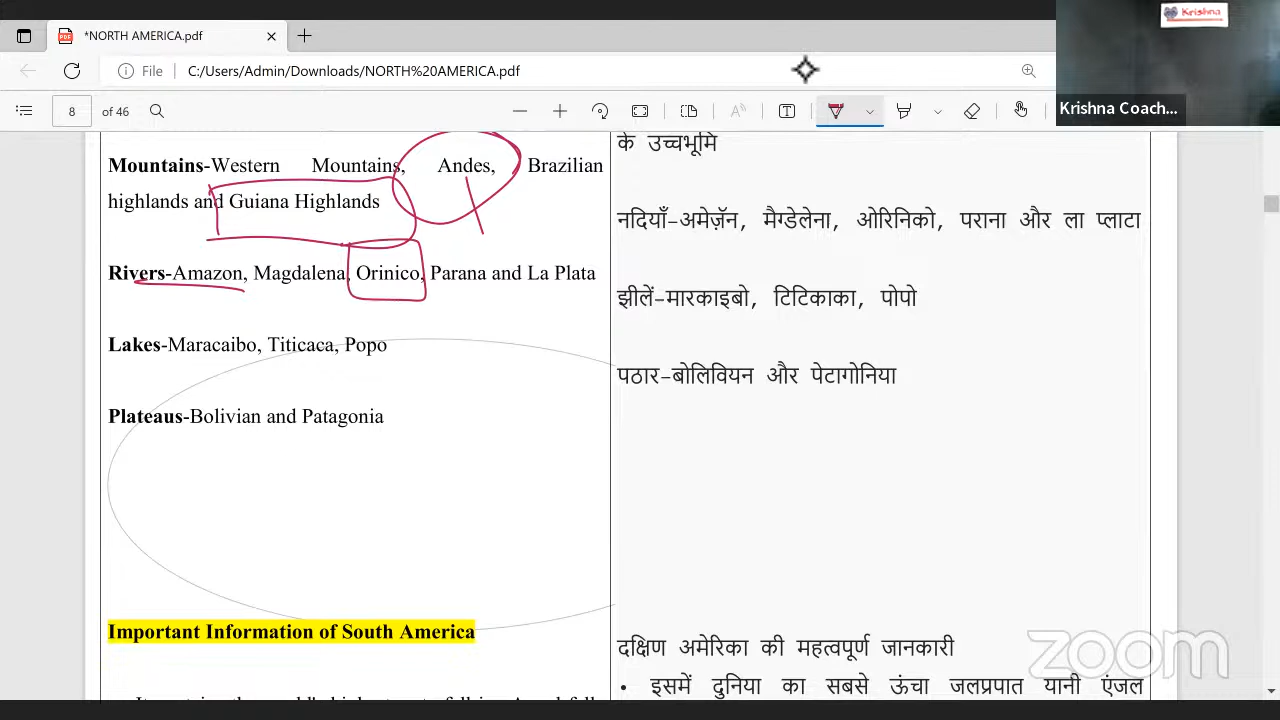 *NORTH AMERICA.pdf
File
C:/Users/Admin/Downloads/NORTH%20AMERICA.pdf
8 of 46
Krishna
Krishna Coach...
Mountains-Western Mountains, Andes, Brazilian
highlands and Guiana Highlands
Rivers-Amazon, Magdalena, Orinico, Parana and La Plata
Lakes-Maracaibo, Titicaca, Popo
Plateaus-Bolivian and Patagonia
Important Information of South America
के उच्चभूमि
नदियाँ-अमेज़ॅन, मैग्डेलेना, ओरिनिको, पराना और ला प्लाटा
झीलें-मारकाइबो, टिटिकाका, पोपो
पठार-बोलिवियन और पेटागोनिया
दक्षिण अमेरिका की महत्वपूर्ण जानकारी
• इसमें दुनिया का सबसे ऊंचा जलप्रपात यानी एंजल
zoom